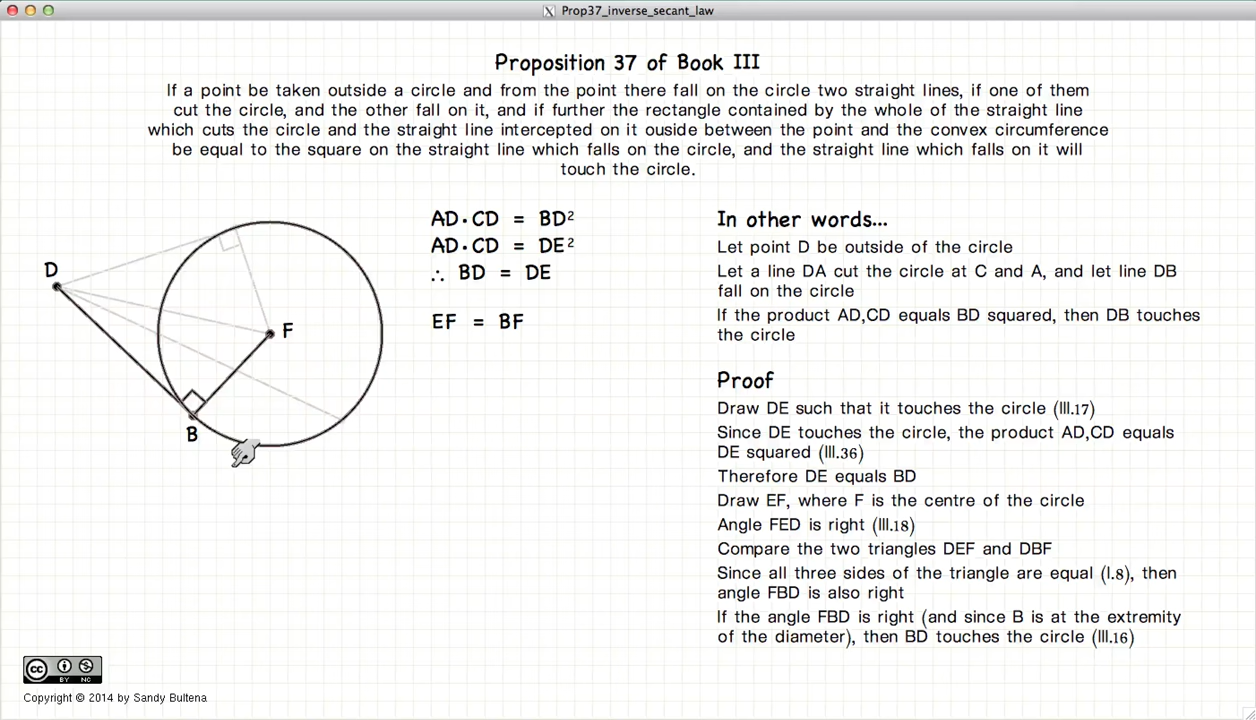 Prop37_inverse_secant_law
Proposition 37 of Book III
If a point be taken outside a circle and from the point there fall on the circle two straight lines, if one of them
cut the circle, and the other fall on it, and if further the rectangle contained by the whole of the straight line
which cuts the circle and the straight line intercepted on it ouside between the point and the convex circumference
be equal to the square on the straight line which falls on the circle, and the straight line which falls on it will
touch the circle.
D
F
B
AD·CD = BD²
AD·CD = DE²
∴ BD = DE
EF = BF
In other words...
Let point D be outside of the circle
Let a line DA cut the circle at C and A, and let line DB
fall on the circle
If the product AD,CD equals BD squared, then DB touches
the circle
Proof
Draw DE such that it touches the circle (III.17)
Since DE touches the circle, the product AD,CD equals
DE squared (III.36)
Therefore DE equals BD
Draw EF, where F is the centre of the circle
Angle FED is right (III.18)
Compare the two triangles DEF and DBF
Since all three sides of the triangle are equal (I.8), then
angle FBD is also right
If the angle FBD is right (and since B is at the extremity
of the diameter), then BD touches the circle (III.16)
cc
BY NC
Copyright © 2014 by Sandy Bultena